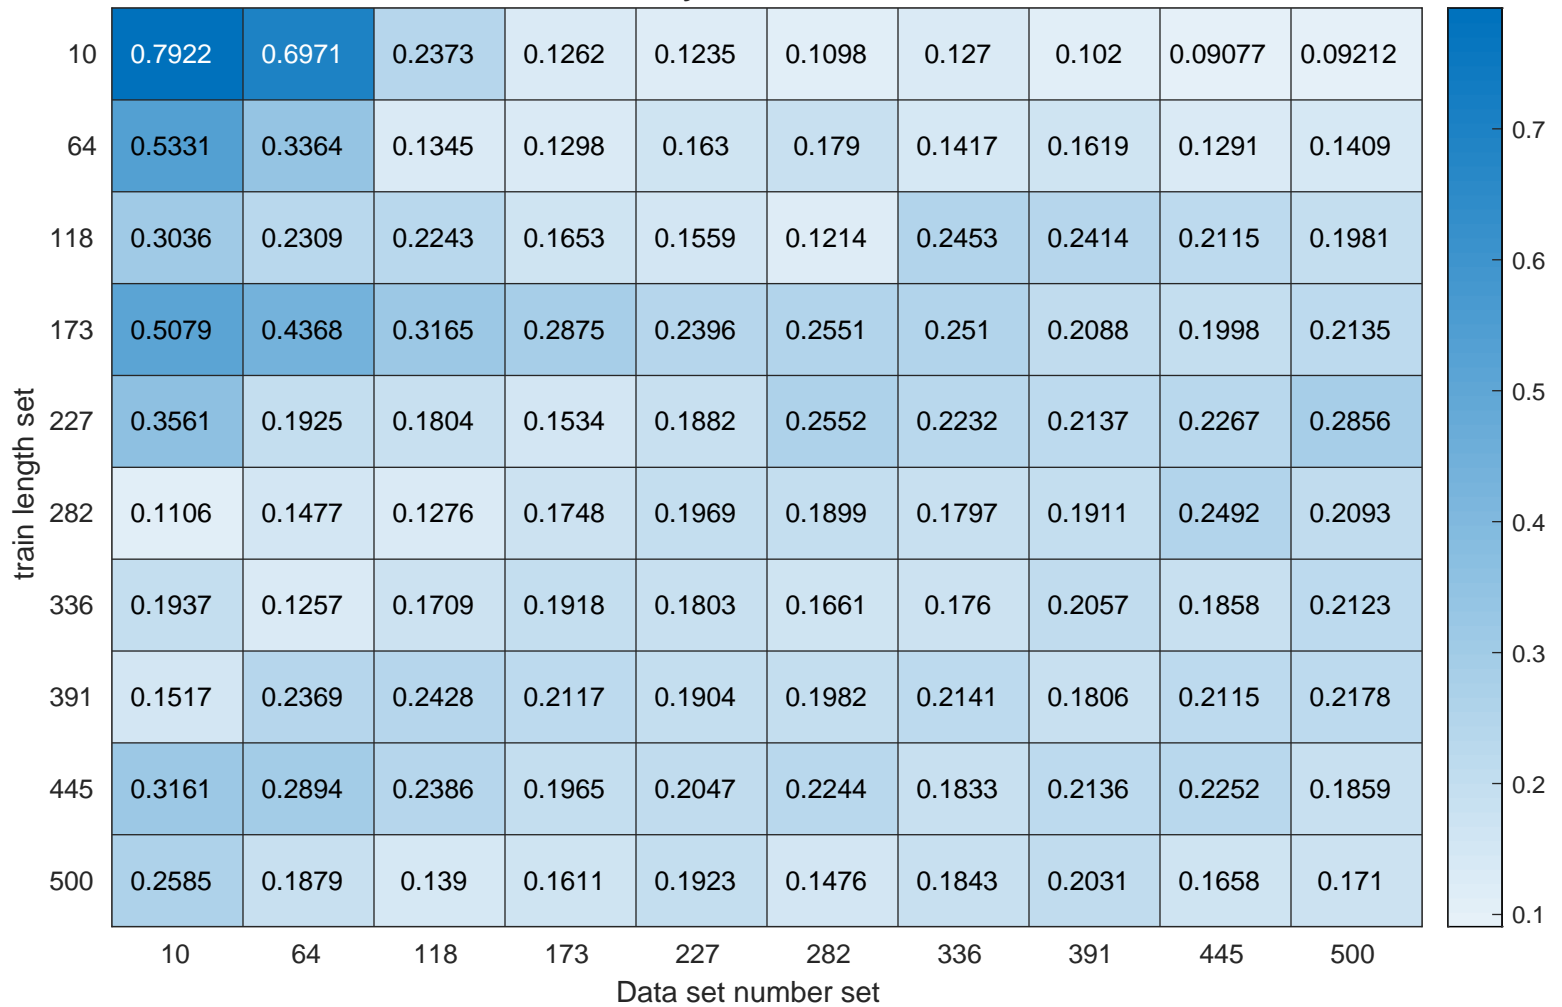 10 0.7922 0.6971 0.2373 0.1262 0.1235 0.1098 0.127 0.102 0.09077 0.09212
64 0.5331 0.3364 0.1345 0.1298 0.163 0.179 0.1417 0.1619 0.1291 0.1409
118 0.3036 0.2309 0.2243 0.1653 0.1559 0.1214 0.2453 0.2414 0.2115 0.1981
173 0.5079 0.4368 0.3165 0.2875 0.2396 0.2551 0.251 0.2088 0.1998 0.2135
227 0.3561 0.1925 0.1804 0.1534 0.1882 0.2552 0.2232 0.2137 0.2267 0.2856
282 0.1106 0.1477 0.1276 0.1748 0.1969 0.1899 0.1797 0.1911 0.2492 0.2093
336 0.1937 0.1257 0.1709 0.1918 0.1803 0.1661 0.176 0.2057 0.1858 0.2123
391 0.1517 0.2369 0.2428 0.2117 0.1904 0.1982 0.2141 0.1806 0.2115 0.2178
445 0.3161 0.2894 0.2386 0.1965 0.2047 0.2244 0.1833 0.2136 0.2252 0.1859
500 0.2585 0.1879 0.139 0.1611 0.1923 0.1476 0.1843 0.2031 0.1658 0.171
10 64 118 173 227 282 336 391 445 500
Data set number set
train length set
0.7
0.6
0.5
0.4
0.3
0.2
0.1